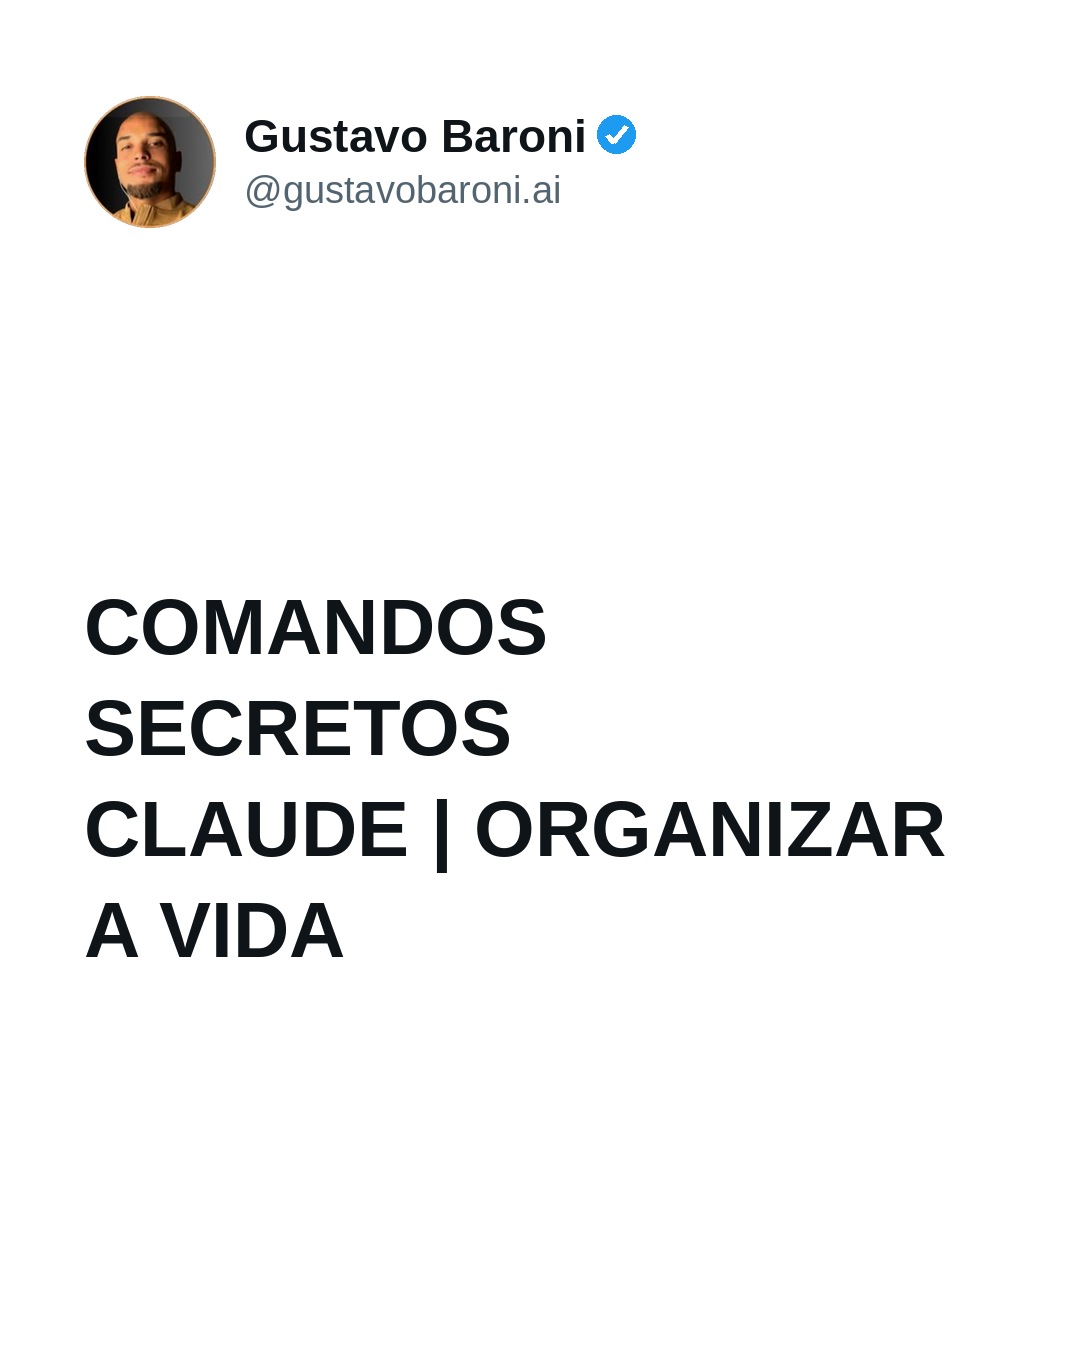 Gustavo Baroni
@gustavobaroni.ai
COMANDOS
SECRETOS
CLAUDE | ORGANIZAR
A VIDA